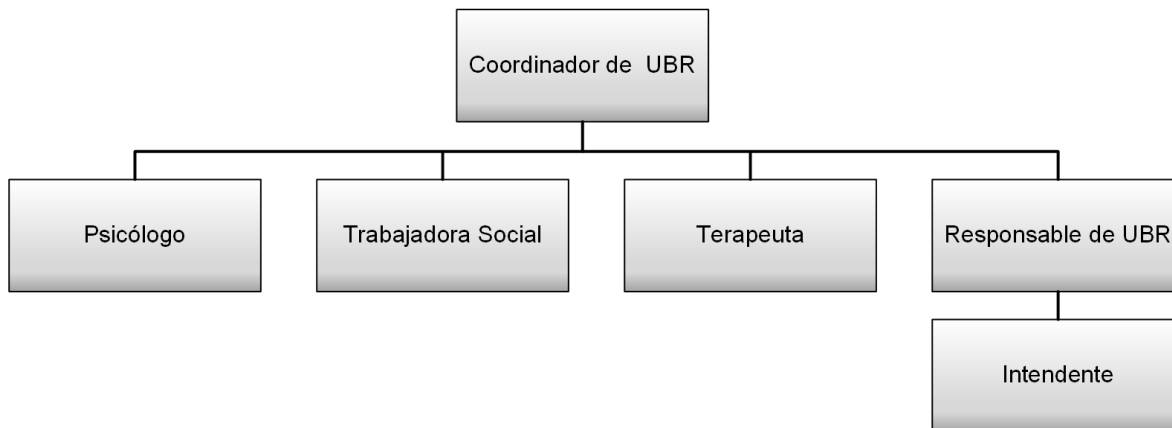 Coordinador de  UBR
Psicólogo
Trabajadora Social
Terapeuta
Responsable de UBR
Intendente